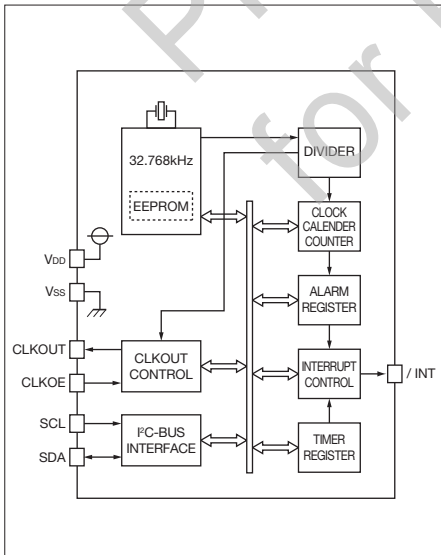 32.768kHz
EEPROM
DIVIDER
CLOCK
CALENDER
COUNTER
VDD
VSS
ALARM
REGISTER
CLKOUT
CLKOE
CLKOUT
CONTROL
INTERRUPT
CONTROL
/ INT
SCL
SDA
I²C-BUS
INTERFACE
TIMER
REGISTER
for